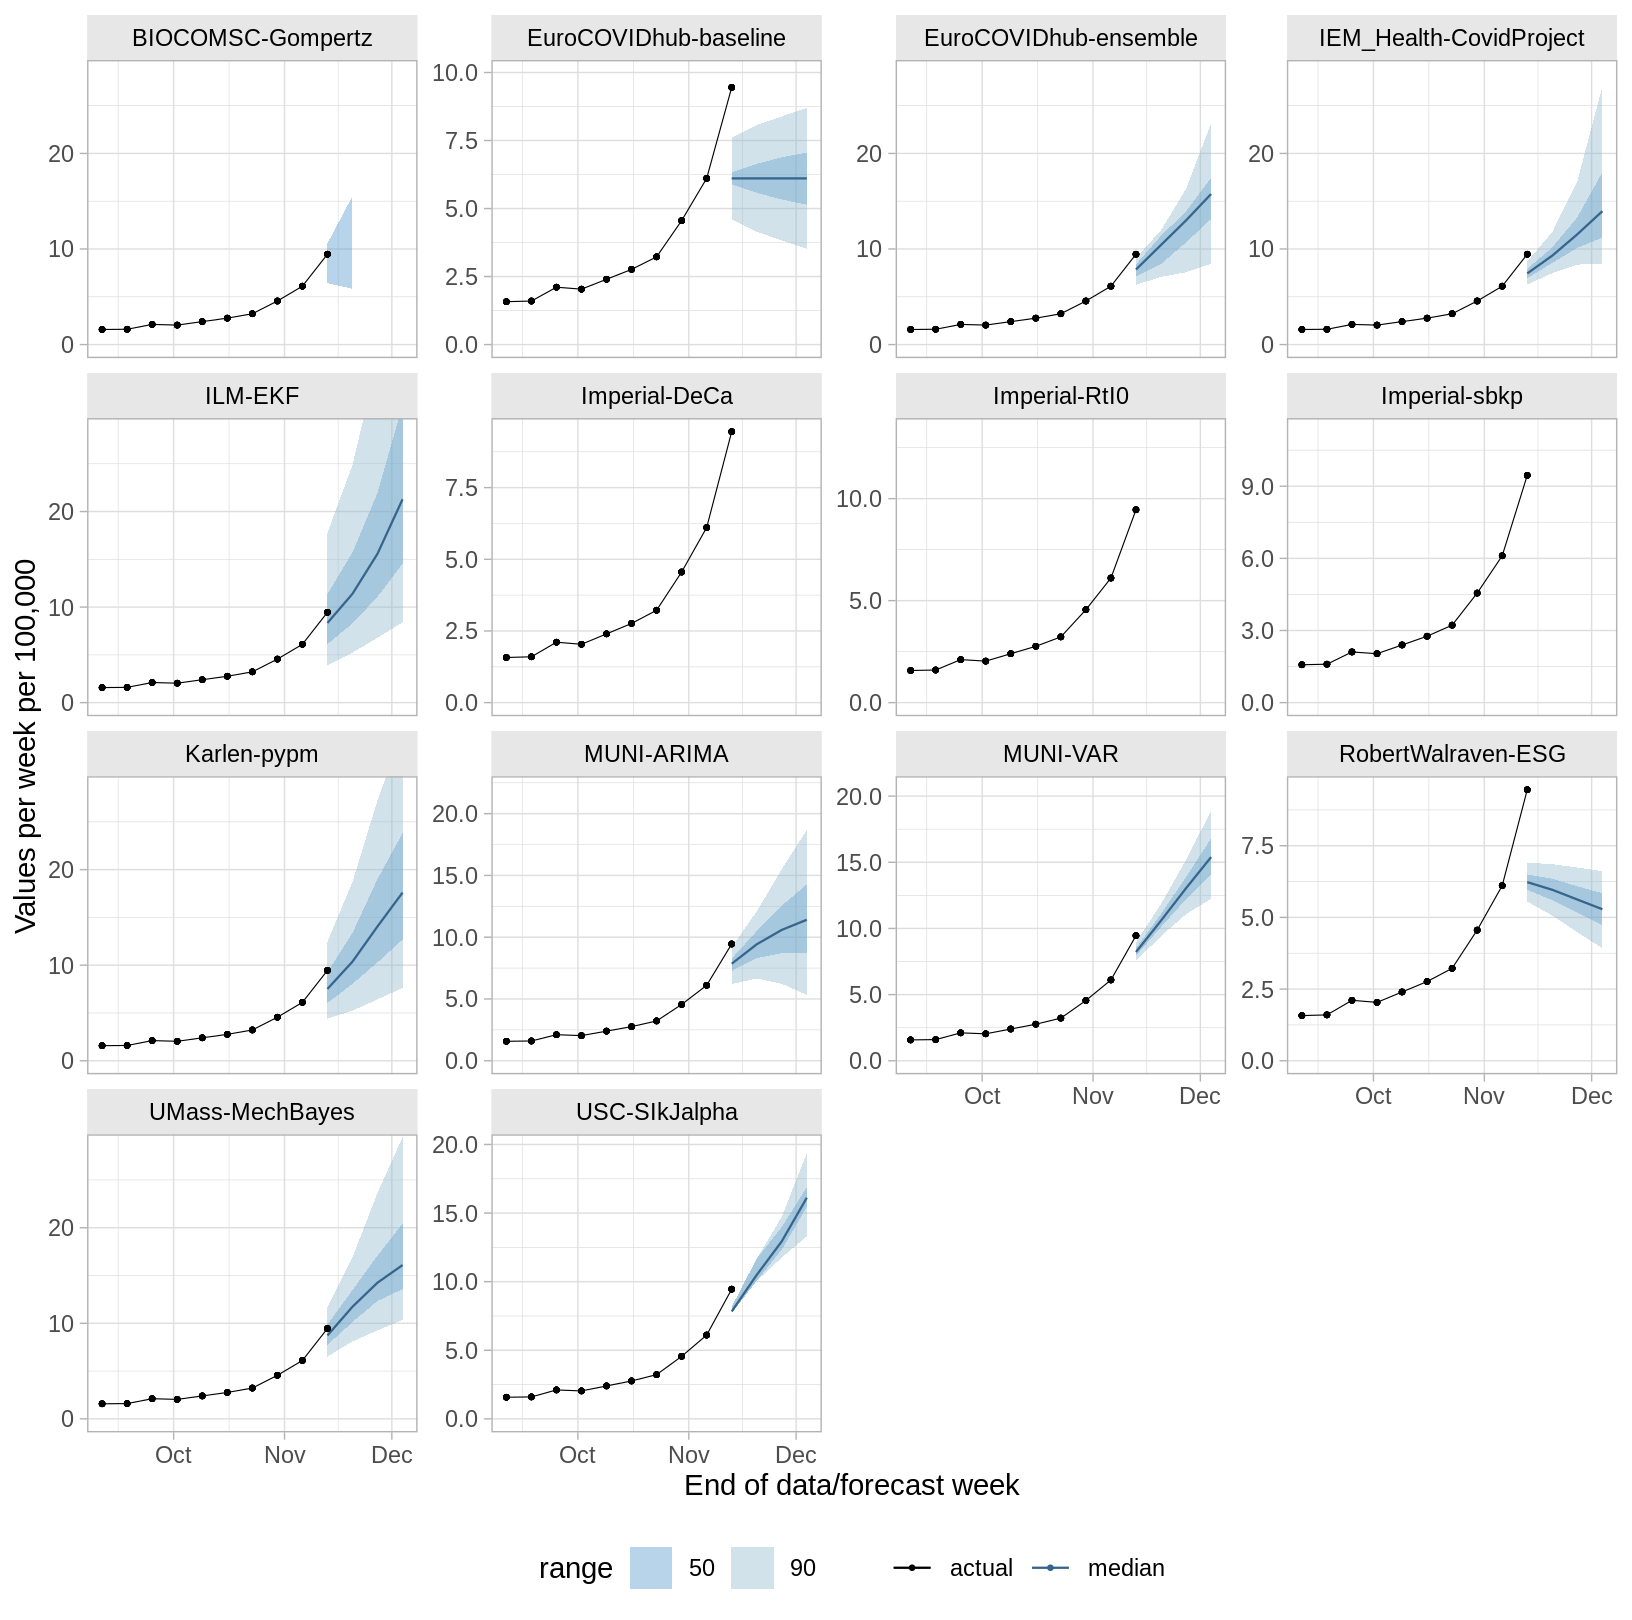 BIOCOMSC-Gompertz EuroCOVIDhub-baseline EuroCOVIDhub-ensemble IEM_Health-CovidProject
20 10 0
10.0 7.5 5.0 2.5 0.0
20 10 0
20 10 0
ILM-EKF Imperial-DeCa Imperial-RtI0 Imperial-sbkp
20 10 0
7.5 5.0 2.5 0.0
10.0 5.0 0.0
9.0 6.0 3.0 0.0
Values per week per 100,000
Karlen-pypm MUNI-ARIMA MUNI-VAR RobertWalraven-ESG
20 10 0
20.0 15.0 10.0 5.0 0.0
20.0 15.0 10.0 5.0 0.0
7.5 5.0 2.5 0.0
Oct Nov Dec Oct Nov Dec
UMass-MechBayes USC-SIkJalpha
20 10 0
20.0 15.0 10.0 5.0 0.0
Oct Nov Dec Oct Nov Dec
End of data/forecast week
range 50 90 actual median